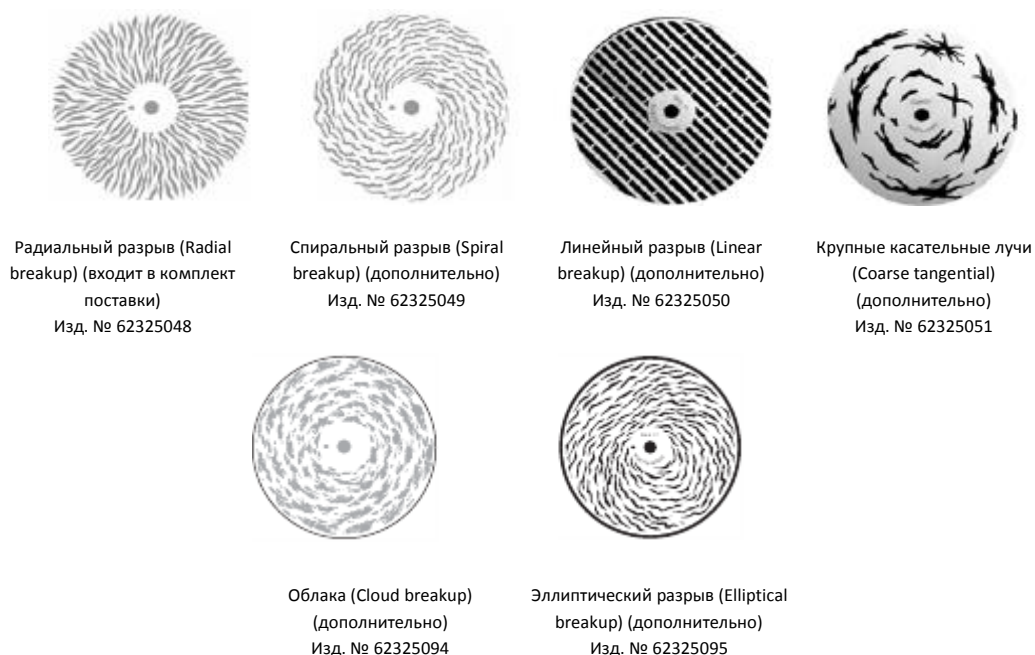 Радиальный разрыв (Radial
breakup) (входит в комплект
поставки)
Изд. № 62325048
Спиральный разрыв (Spiral
breakup) (дополнительно)
Изд. № 62325049
Линейный разрыв (Linear
breakup) (дополнительно)
Изд. № 62325050
Крупные касательные лучи
(Coarse tangential)
(дополнительно)
Изд. № 62325051
Облака (Cloud breakup)
(дополнительно)
Изд. № 62325094
Эллиптический разрыв (Elliptical
breakup) (дополнительно)
Изд. № 62325095